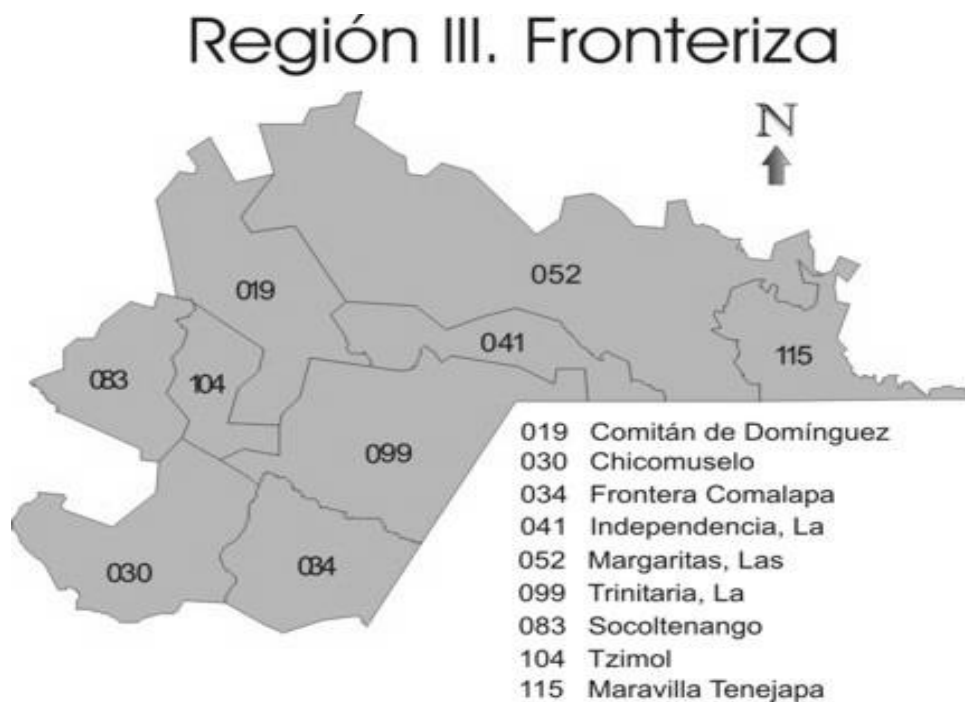 Región III. Fronteriza
N
052
019
041
115
083
104
099
030
034
019 Comitán de Domínguez
030 Chicomuselo
034 Frontera Comalapa
041 Independencia, La
052 Margaritas, Las
099 Trinitaria, La
083 Socoltenango
104 Tzimol
115 Maravilla Tenejapa